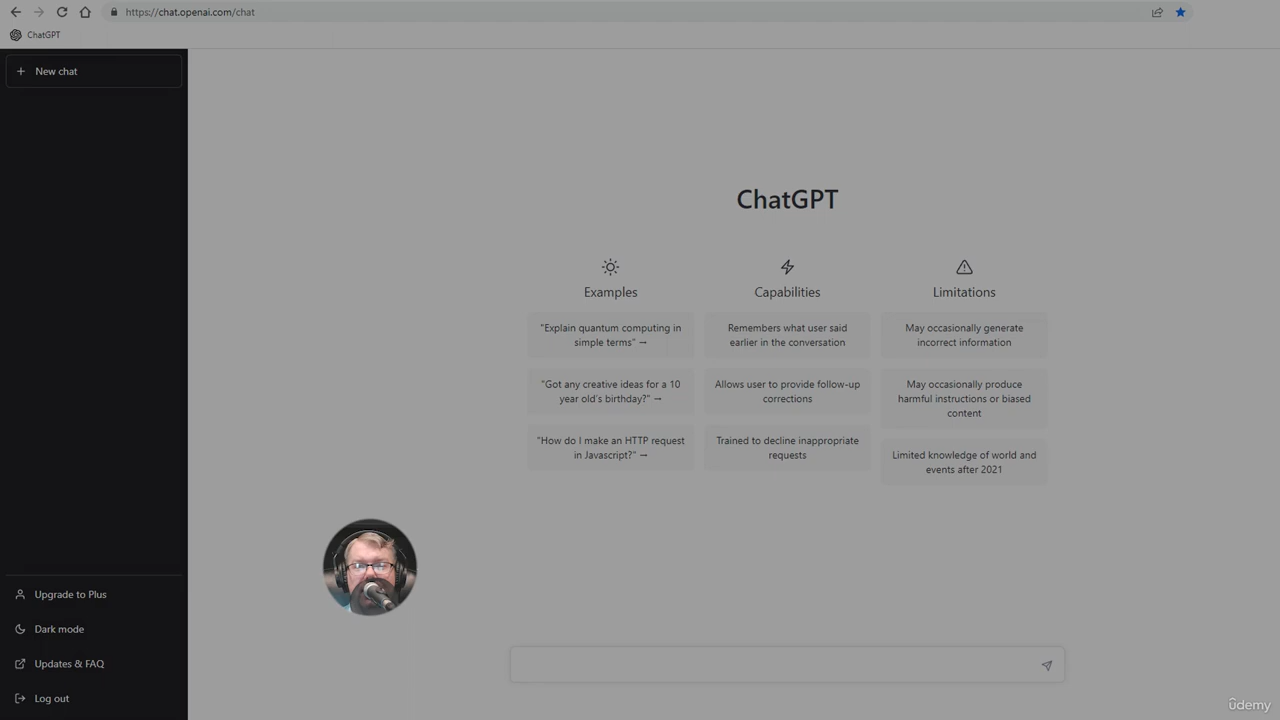 https://chat.openai.com/chat
ChatGPT
New chat
ChatGPT
Examples
Capabilities
Limitations
"Explain quantum computing in
simple terms" →
Remembers what user said
earlier in the conversation
May occasionally generate
incorrect information
"Got any creative ideas for a 10
year old's birthday?" →
Allows user to provide follow-up
corrections
May occasionally produce
harmful instructions or biased
content
"How do I make an HTTP request
in Javascript?" →
Trained to decline inappropriate
requests
Limited knowledge of world and
events after 2021
Upgrade to Plus
Dark mode
Updates & FAQ
Log out
ûdemy